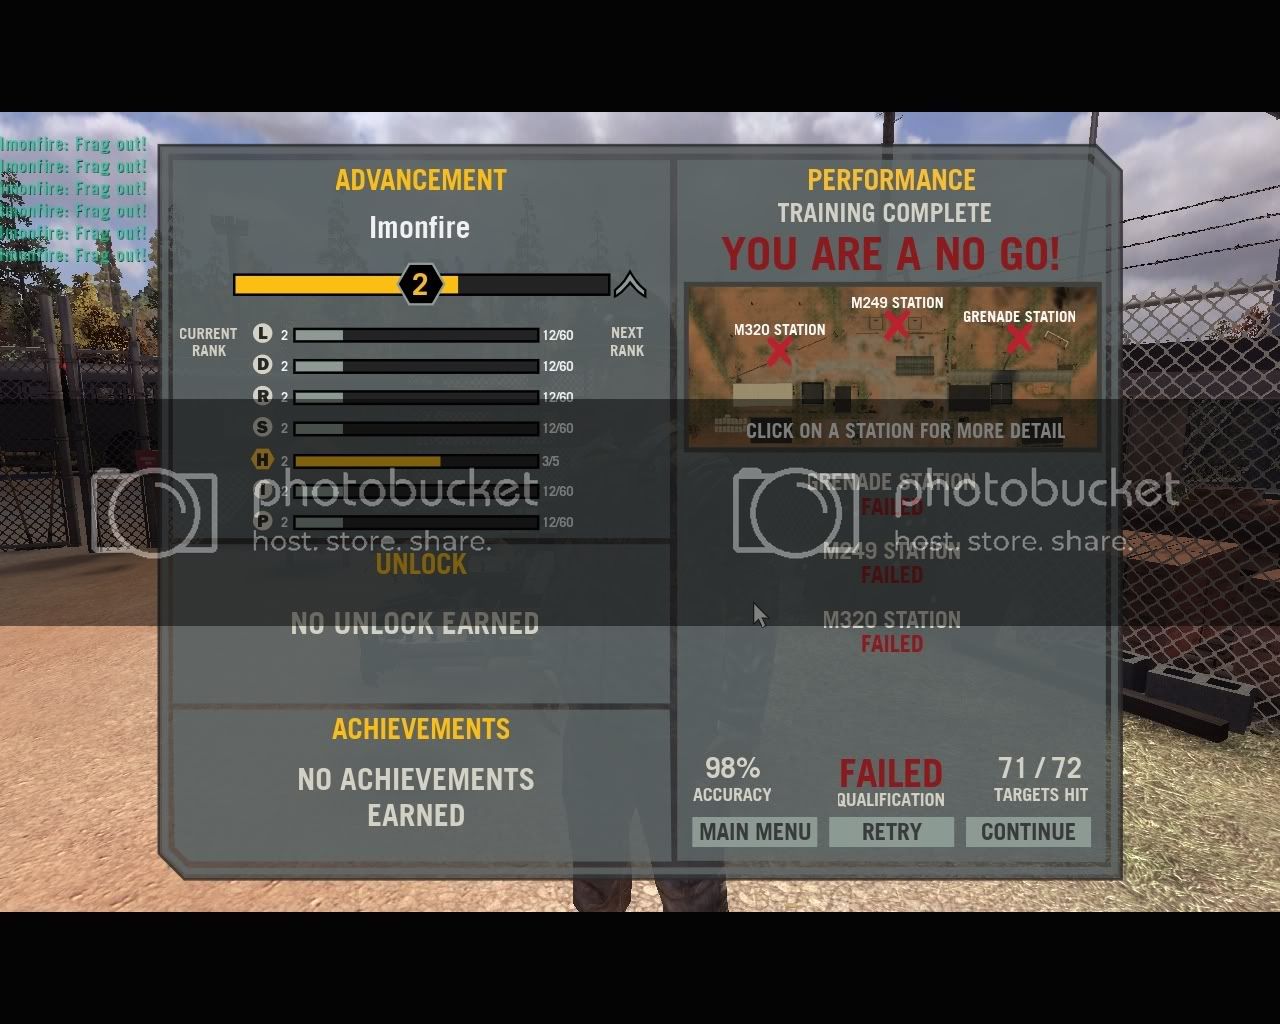 Imonfire: Frag out!
Imonfire: Frag out!
Imonfire: Frag out!
Imonfire: Frag out!
Imonfire: Frag out!
Imonfire: Frag out!
ADVANCEMENT
Imonfire
2
CURRENT
RANK
NEXT
RANK
L 2 12/60
D 2 12/60
R 2 12/60
S 2 12/60
H 2 3/5
I 2 12/60
P 2 12/60
UNLOCK
NO UNLOCK EARNED
ACHIEVEMENTS
NO ACHIEVEMENTS
EARNED
PERFORMANCE
TRAINING COMPLETE
YOU ARE A NO GO!
M320 STATION
M249 STATION
GRENADE STATION
CLICK ON A STATION FOR MORE DETAIL
GRENADE STATION
FAILED
M249 STATION
FAILED
M320 STATION
FAILED
98%
ACCURACY
FAILED
QUALIFICATION
71 / 72
TARGETS HIT
MAIN MENU
RETRY
CONTINUE
photobucket
host. store. share.
photobucket
host. store. share.